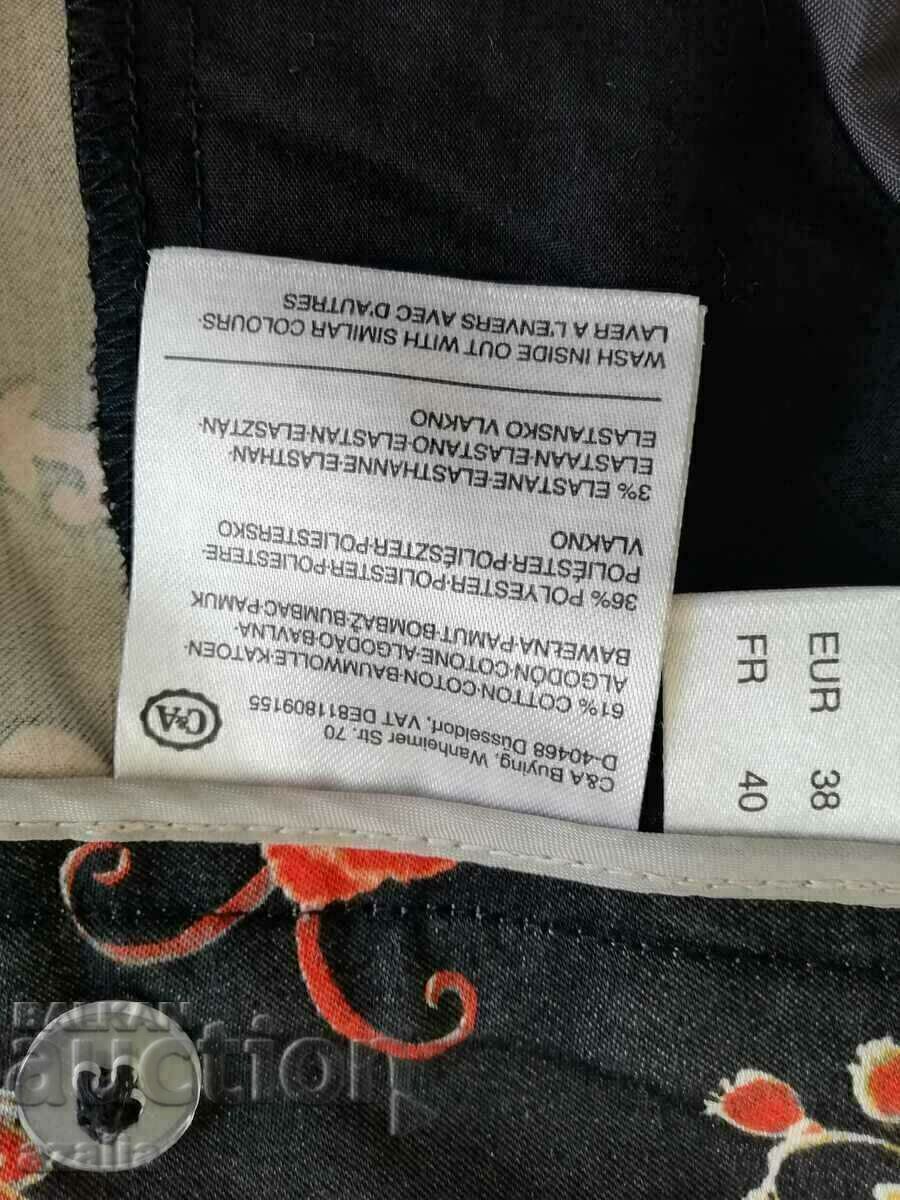 C&A Buying, Wanheimer Str. 70
D-40468 Düsseldorf, VAT DE811809155
C&A
61% COTTON·COTON·BAUMWOLLE·KATOEN·
ALGODÓN·COTONE·ALGODÃO·BAVLNA·
BAWEŁNA·PAMUT·BOMBAŽ·BUMBAC·PAMUK
36% POLYESTER·POLIESTER·POLIESTERE·
POLIÉSTER·POLIÉSZTER·POLIESTERSKO
VLAKNO
3% ELASTANE·ELASTHANNE·ELASTHAN·
ELASTAAN·ELASTANO·ELASTAN·ELASZTÁN·
ELASTANSKO VLAKNO
WASH INSIDE OUT WITH SIMILAR COLOURS·
LAVER A L'ENVERS AVEC D'AUTRES
EUR 38
FR 40
BALKAN
auction
azalia